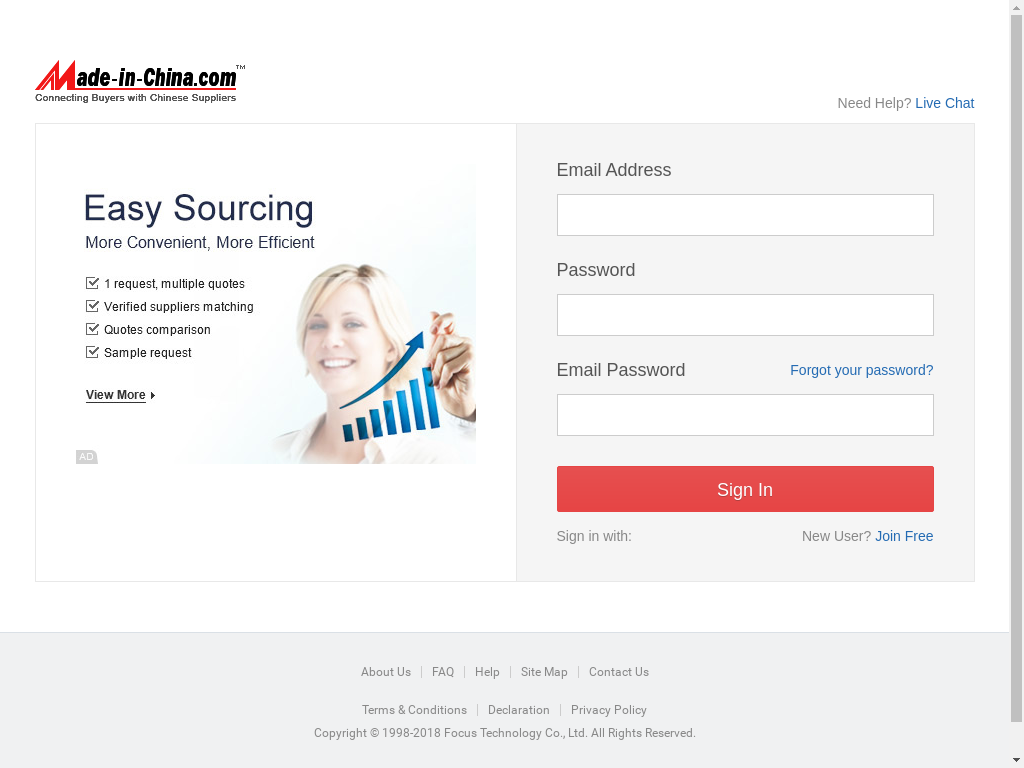 Made-in-China.com™
Connecting Buyers with Chinese Suppliers
Need Help? Live Chat
Easy Sourcing
More Convenient, More Efficient
1 request, multiple quotes
Verified suppliers matching
Quotes comparison
Sample request
View More
AD
Email Address
Password
Email Password
Forgot your password?
Sign In
Sign in with:
New User? Join Free
About Us
FAQ
Help
Site Map
Contact Us
Terms & Conditions
Declaration
Privacy Policy
Copyright © 1998-2018 Focus Technology Co., Ltd. All Rights Reserved.